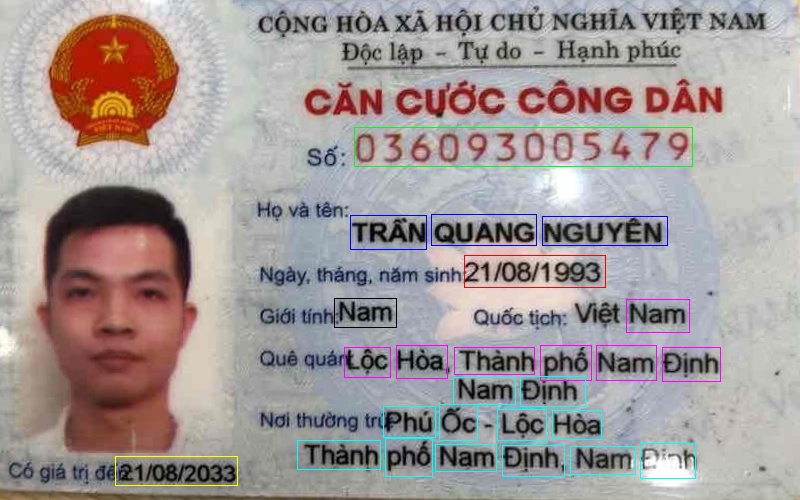 CỘNG HÒA XÃ HỘI CHỦ NGHĨA VIỆT NAM
Độc lập - Tự do - Hạnh phúc
CĂN CƯỚC CÔNG DÂN
Số: 036093005479
Họ và tên:
TRẦN QUANG NGUYÊN
Ngày, tháng, năm sinh: 21/08/1993
Giới tính: Nam Quốc tịch: Việt Nam
Quê quán: Lộc Hòa, Thành phố Nam Định
Nam Định
Nơi thường trú: Phú Ốc - Lộc Hòa
Thành phố Nam Định, Nam Định
Có giá trị đến: 21/08/2033